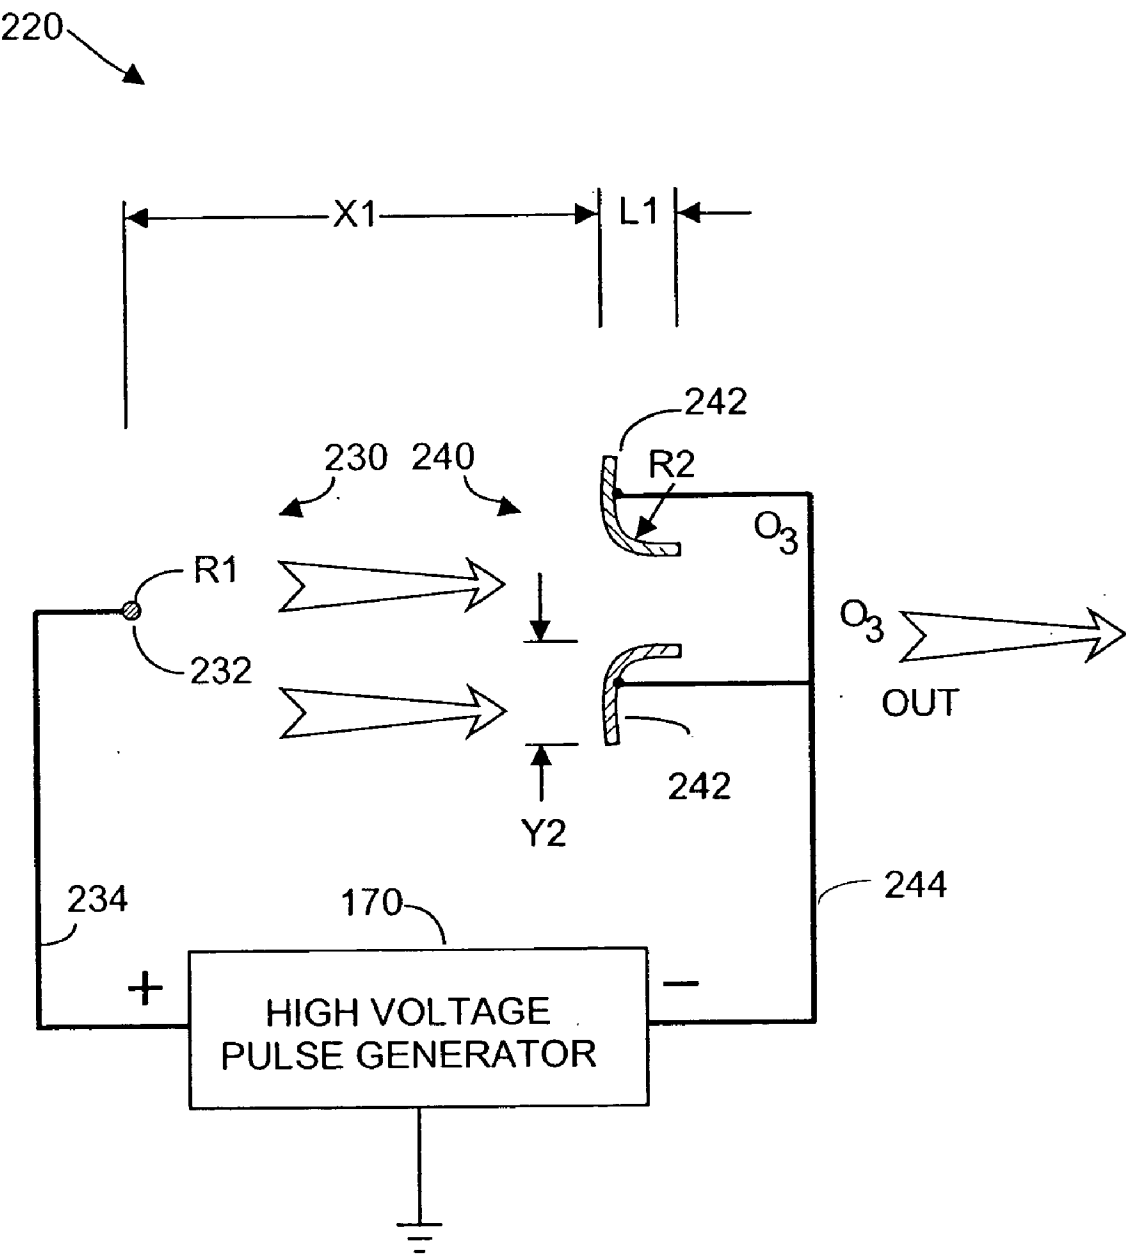 220
X1
L1
242
230
240
R2
O3
R1
O3
232
OUT
242
Y2
234
170
244
+
−
HIGH VOLTAGE
PULSE GENERATOR